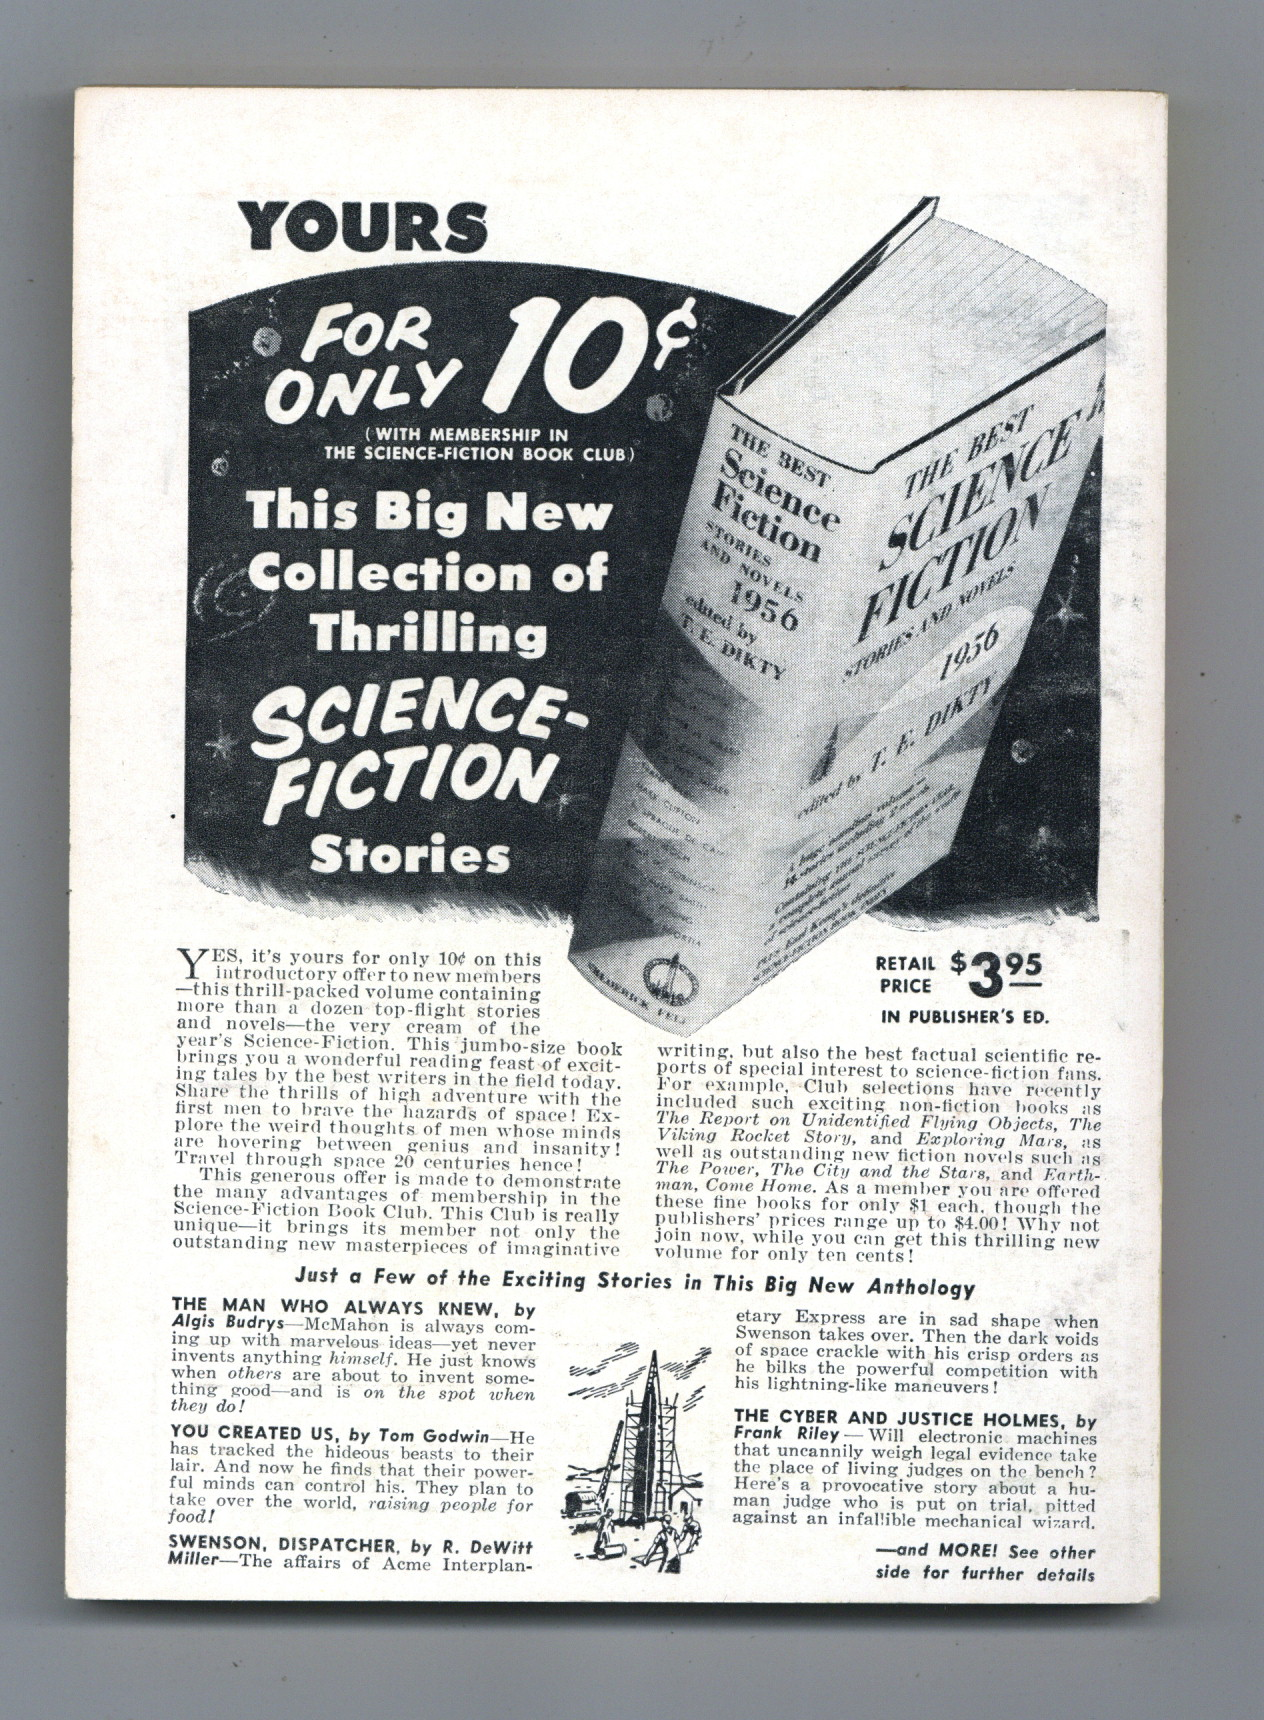 YOURS
FOR
ONLY 10¢
(WITH MEMBERSHIP IN
THE SCIENCE-FICTION BOOK CLUB)
This Big New
Collection of
Thrilling
SCIENCE-
FICTION
Stories
THE BEST
Science
Fiction
STORIES
AND NOVELS
1956
edited by
T. E. DIKTY
THE BEST
SCIENCE
FICTION
STORIES AND NOVELS
1956
edited by T. E. DIKTY
RETAIL PRICE $3.95
IN PUBLISHER'S ED.
YES, it's yours for only 10¢ on this
introductory offer to new members
—this thrill-packed volume containing
more than a dozen top-flight stories
and novels—the very cream of the
year's Science-Fiction. This jumbo-size book
brings you a wonderful reading feast of excit-
ing tales by the best writers in the field today.
Share the thrills of high adventure with the
first men to brave the hazards of space! Ex-
plore the weird thoughts of men whose minds
are hovering between genius and insanity!
Travel through space 20 centuries hence!
This generous offer is made to demonstrate
the many advantages of membership in the
Science-Fiction Book Club. This Club is really
unique—it brings its member not only the
outstanding new masterpieces of imaginative
writing, but also the best factual scientific re-
ports of special interest to science-fiction fans.
For example, Club selections have recently
included such exciting non-fiction books as
The Report on Unidentified Flying Objects, The
Viking Rocket Story, and Exploring Mars, as
well as outstanding new fiction novels such as
The Power, The City and the Stars, and Earth-
man, Come Home. As a member you are offered
these fine books for only $1 each, though the
publishers' prices range up to $4.00! Why not
join now, while you can get this thrilling new
volume for only ten cents!
Just a Few of the Exciting Stories in This Big New Anthology
THE MAN WHO ALWAYS KNEW, by
Algis Budrys—McMahon is always com-
ing up with marvelous ideas—yet never
invents anything himself. He just knows
when others are about to invent some-
thing good—and is on the spot when
they do!
YOU CREATED US, by Tom Godwin—He
has tracked the hideous beasts to their
lair. And now he finds that their power-
ful minds can control his. They plan to
take over the world, raising people for
food!
SWENSON, DISPATCHER, by R. DeWitt
Miller—The affairs of Acme Interplan-
etary Express are in sad shape when
Swenson takes over. Then the dark voids
of space crackle with his crisp orders as
he bilks the powerful competition with
his lightning-like maneuvers!
THE CYBER AND JUSTICE HOLMES, by
Frank Riley—Will electronic machines
that uncannily weigh legal evidence take
the place of living judges on the bench?
Here's a provocative story about a hu-
man judge who is put on trial, pitted
against an infallible mechanical wizard.
—and MORE! See other
side for further details